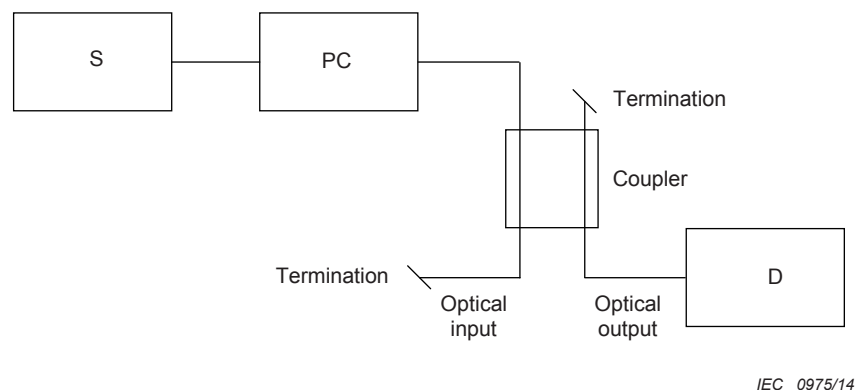 S
PC
Termination
Coupler
Termination
Optical
input
Optical
output
D
IEC 0975/14